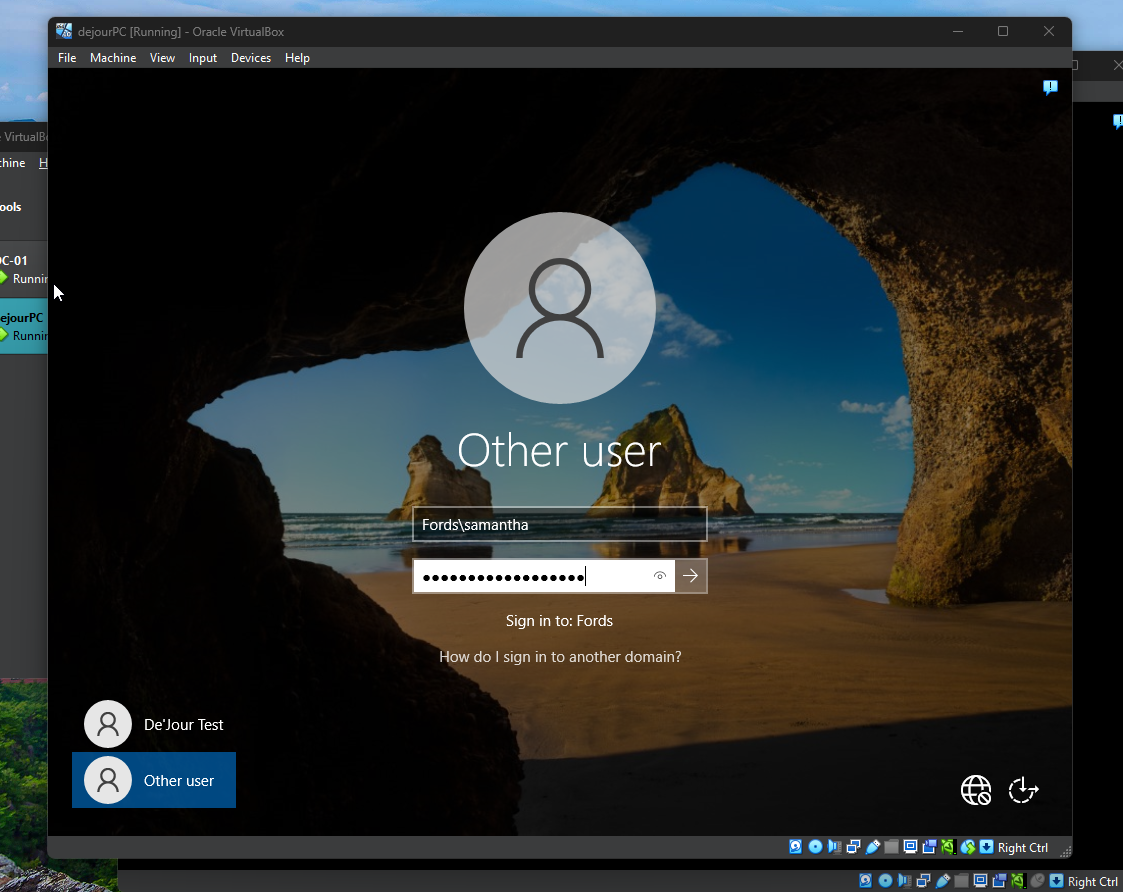 dejourPC [Running] - Oracle VirtualBox
File Machine View Input Devices Help
VirtualBo
hine H
ools
C-01
Runnin
ejourPC
Runnin
Other user
Fords\samantha
Sign in to: Fords
How do I sign in to another domain?
De'Jour Test
Other user
Right Ctrl
Right Ctrl